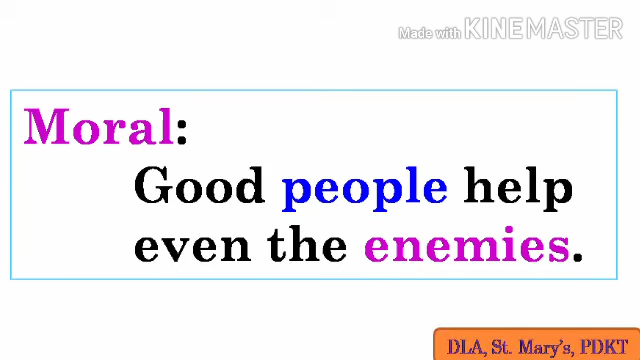 Made with KINEMASTER
Moral:
Good people help
even the enemies.
DLA, St. Mary's, PDKT